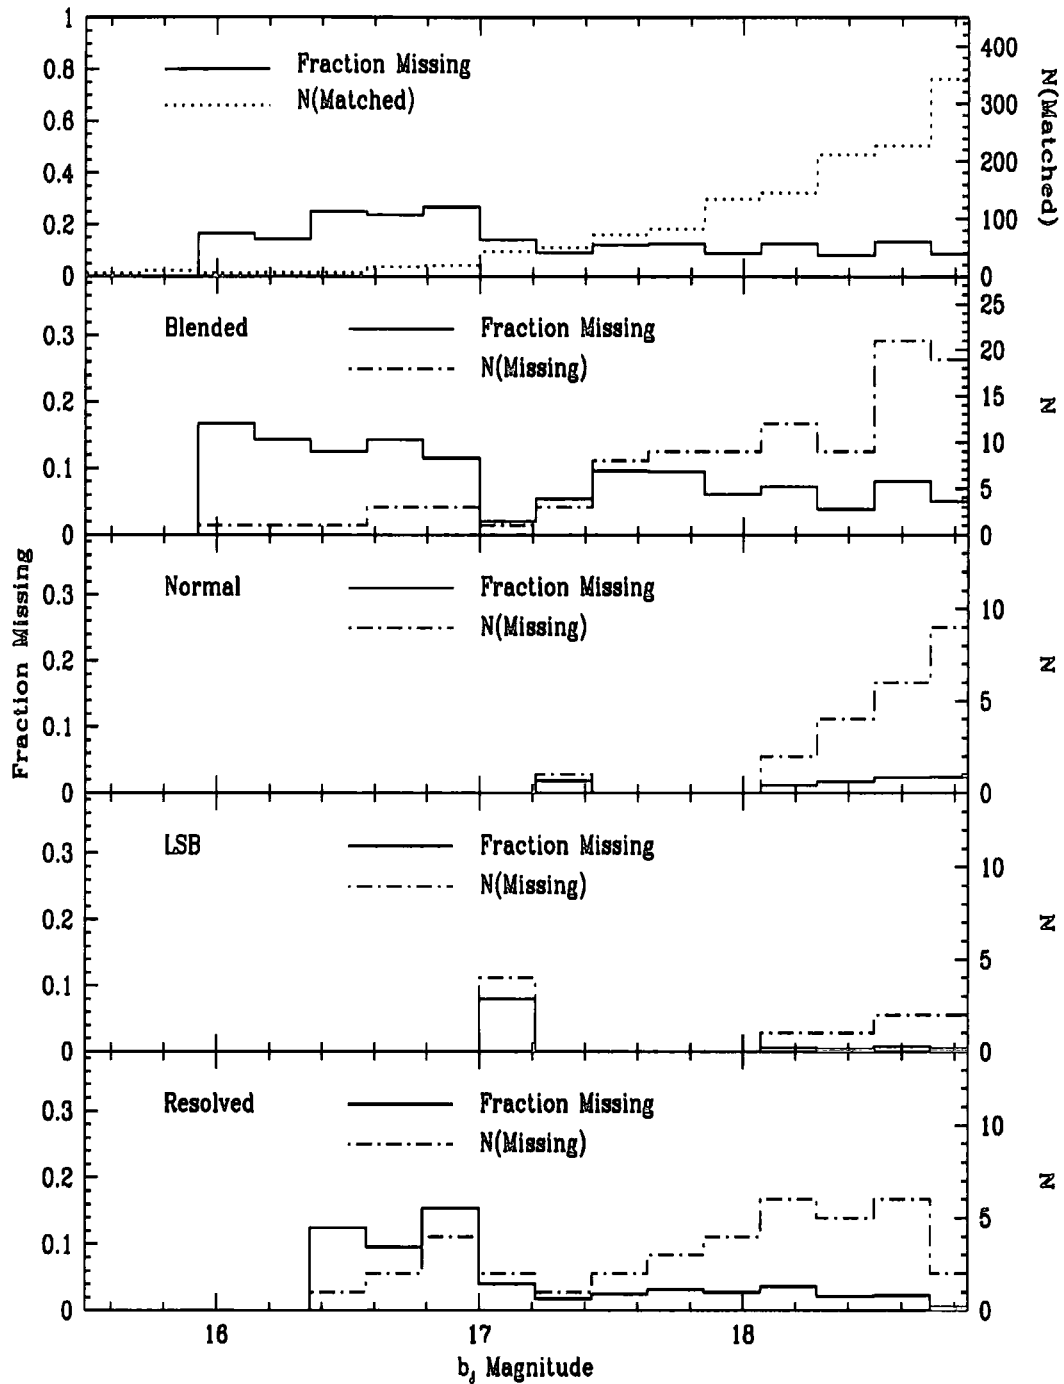 1
0.8
0.6
0.4
0.2
0
Fraction Missing
N(Matched)
400
300
200
100
0
N(Matched)
Blended
Fraction Missing
N(Missing)
0.3
0.2
0.1
0
25
20
15
10
5
0
N
Normal
Fraction Missing
N(Missing)
0.3
0.2
0.1
0
10
5
0
N
Fraction Missing
LSB
Fraction Missing
N(Missing)
0.3
0.2
0.1
0
10
5
0
N
Resolved
Fraction Missing
N(Missing)
0.3
0.2
0.1
0
10
5
0
N
16
17
18
b_J Magnitude